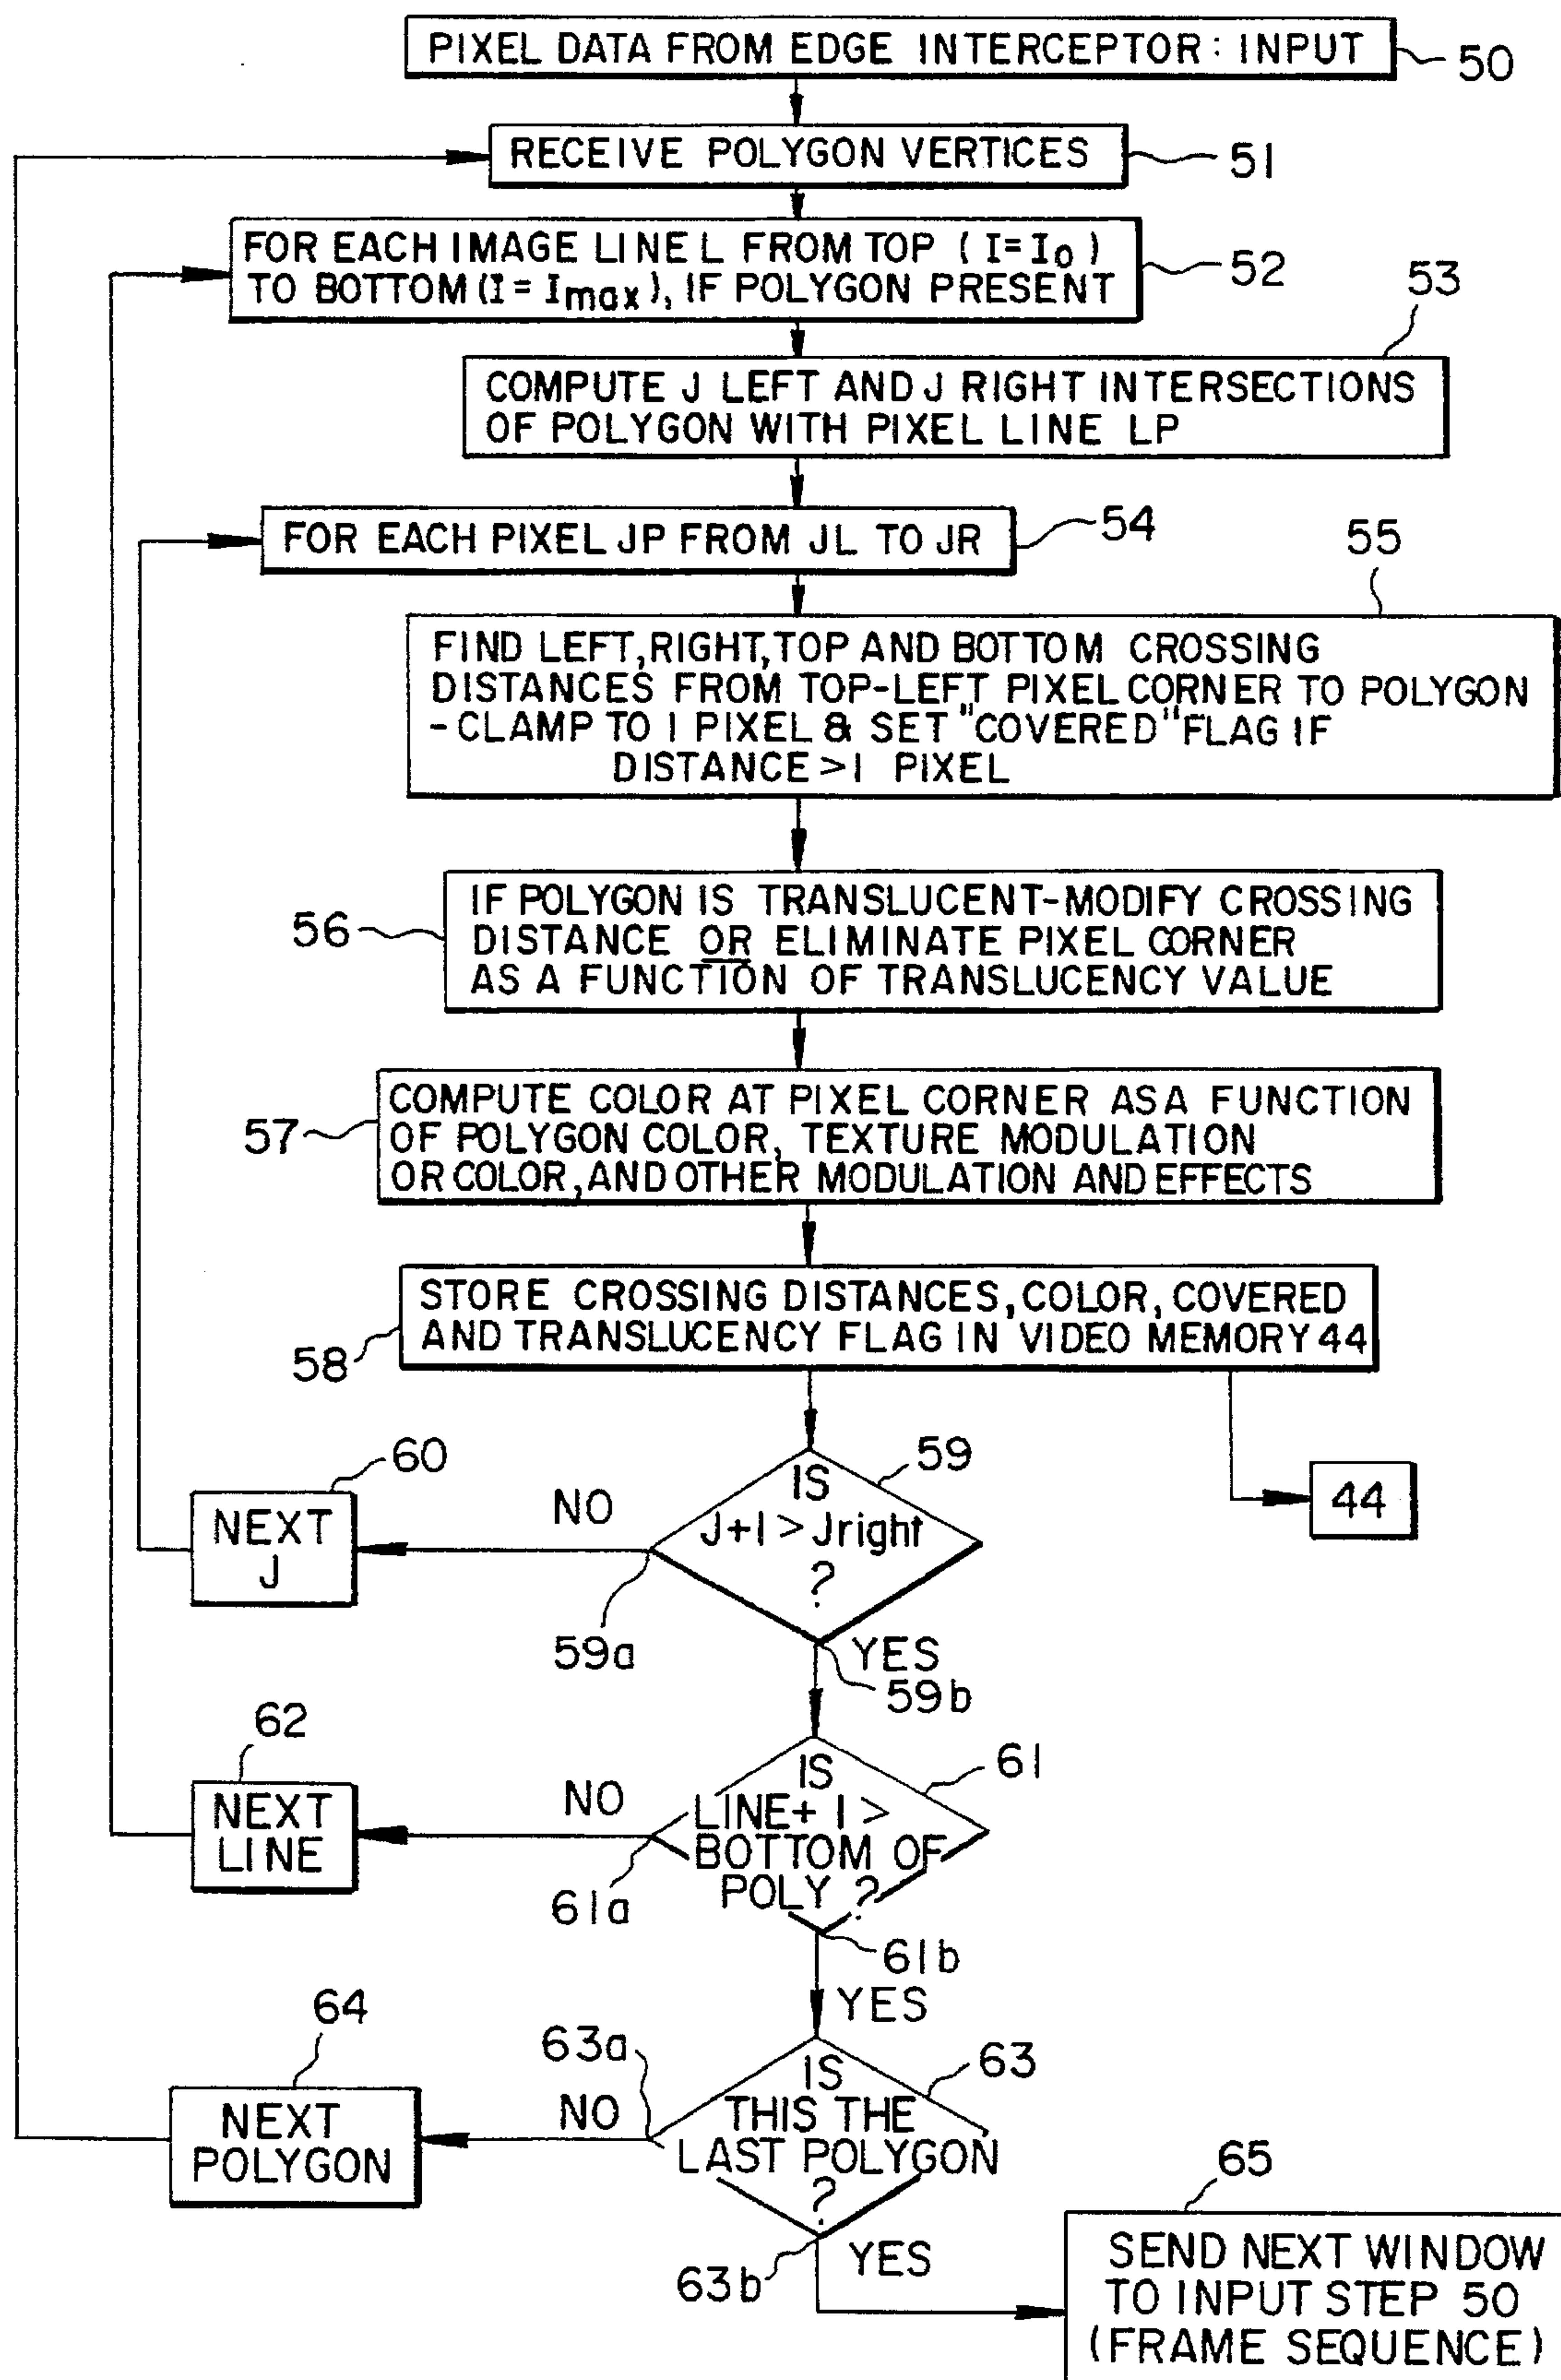 PIXEL DATA FROM EDGE INTERCEPTOR : INPUT
50
RECEIVE POLYGON VERTICES
51
FOR EACH IMAGE LINE L FROM TOP ( I = I0 )
TO BOTTOM (I = Imax), IF POLYGON PRESENT
52
53
COMPUTE J LEFT AND J RIGHT INTERSECTIONS
OF POLYGON WITH PIXEL LINE LP
FOR EACH PIXEL JP FROM JL TO JR
54
55
FIND LEFT, RIGHT, TOP AND BOTTOM CROSSING
DISTANCES FROM TOP-LEFT PIXEL CORNER TO POLYGON
- CLAMP TO 1 PIXEL & SET "COVERED" FLAG IF
DISTANCE > 1 PIXEL
56
IF POLYGON IS TRANSLUCENT-MODIFY CROSSING
DISTANCE OR ELIMINATE PIXEL CORNER
AS A FUNCTION OF TRANSLUCENCY VALUE
57
COMPUTE COLOR AT PIXEL CORNER AS A FUNCTION
OF POLYGON COLOR, TEXTURE MODULATION
OR COLOR, AND OTHER MODULATION AND EFFECTS
58
STORE CROSSING DISTANCES, COLOR, COVERED
AND TRANSLUCENCY FLAG IN VIDEO MEMORY 44
44
59
IS
J+1 > Jright
?
NO
60
NEXT
J
59a
YES
59b
61
IS
LINE + 1 >
BOTTOM OF
POLY ?
NO
62
NEXT
LINE
61a
61b
YES
63
IS
THIS THE
LAST POLYGON
?
63a
NO
64
NEXT
POLYGON
63b
YES
65
SEND NEXT WINDOW
TO INPUT STEP 50
(FRAME SEQUENCE)